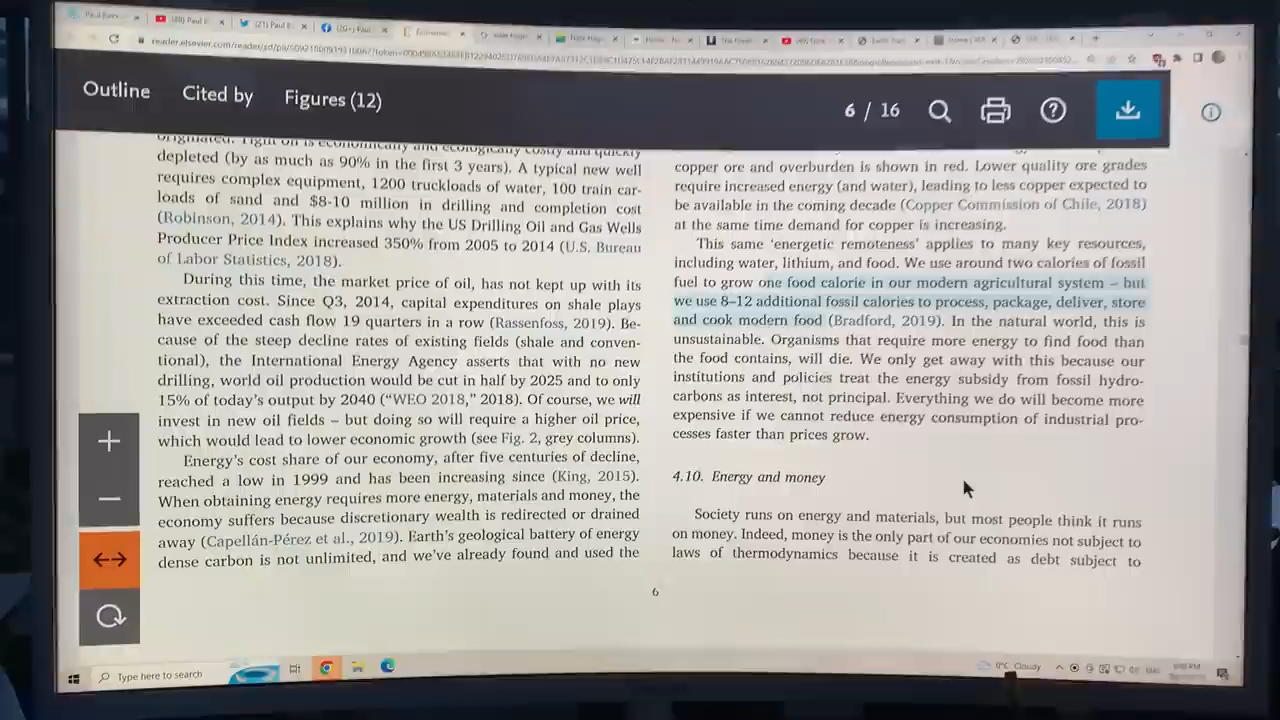 Outline Cited by Figures (12) 6 / 16
originated. Tight oil is economically and ecologically costly and quickly
depleted (by as much as 90% in the first 3 years). A typical new well
requires complex equipment, 1200 truckloads of water, 100 train car-
loads of sand and $8-10 million in drilling and completion cost
(Robinson, 2014). This explains why the US Drilling Oil and Gas Wells
Producer Price Index increased 350% from 2005 to 2014 (U.S. Bureau
of Labor Statistics, 2018).
During this time, the market price of oil, has not kept up with its
extraction cost. Since Q3, 2014, capital expenditures on shale plays
have exceeded cash flow 19 quarters in a row (Rassenfoss, 2019). Be-
cause of the steep decline rates of existing fields (shale and conven-
tional), the International Energy Agency asserts that with no new
drilling, world oil production would be cut in half by 2025 and to only
15% of today's output by 2040 ("WEO 2018," 2018). Of course, we will
invest in new oil fields – but doing so will require a higher oil price,
which would lead to lower economic growth (see Fig. 2, grey columns).
Energy's cost share of our economy, after five centuries of decline,
reached a low in 1999 and has been increasing since (King, 2015).
When obtaining energy requires more energy, materials and money, the
economy suffers because discretionary wealth is redirected or drained
away (Capellán-Pérez et al., 2019). Earth's geological battery of energy
dense carbon is not unlimited, and we've already found and used the
copper ore and overburden is shown in red. Lower quality ore grades
require increased energy (and water), leading to less copper expected to
be available in the coming decade (Copper Commission of Chile, 2018)
at the same time demand for copper is increasing.
This same 'energetic remoteness' applies to many key resources,
including water, lithium, and food. We use around two calories of fossil
fuel to grow one food calorie in our modern agricultural system – but
we use 8–12 additional fossil calories to process, package, deliver, store
and cook modern food (Bradford, 2019). In the natural world, this is
unsustainable. Organisms that require more energy to find food than
the food contains, will die. We only get away with this because our
institutions and policies treat the energy subsidy from fossil hydro-
carbons as interest, not principal. Everything we do will become more
expensive if we cannot reduce energy consumption of industrial pro-
cesses faster than prices grow.
4.10. Energy and money
Society runs on energy and materials, but most people think it runs
on money. Indeed, money is the only part of our economies not subject to
laws of thermodynamics because it is created as debt subject to
6
Type here to search
0°C Cloudy